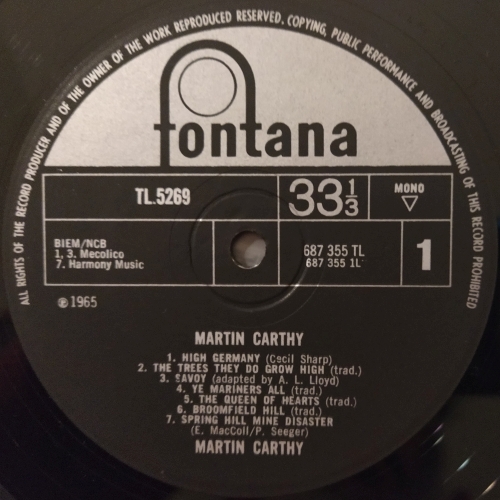 ALL RIGHTS OF THE RECORD PRODUCER AND OF THE OWNER OF THE WORK REPRODUCED RESERVED. COPYING, PUBLIC PERFORMANCE AND BROADCASTING OF THIS RECORD PROHIBITED
fontana
TL.5269
33 1/3
MONO
▽
BIEM/NCB
1. 3. Mecolico
7. Harmony Music
687 355 TL
687 355 1L
1
℗1965
MARTIN CARTHY
1. HIGH GERMANY (Cecil Sharp)
2. THE TREES THEY DO GROW HIGH (trad.)
3. SAVOY (adapted by A. L. Lloyd)
4. YE MARINERS ALL (trad.)
5. THE QUEEN OF HEARTS (trad.)
6. BROOMFIELD HILL (trad.)
7. SPRING HILL MINE DISASTER
(E. MacColl/P. Seeger)
MARTIN CARTHY